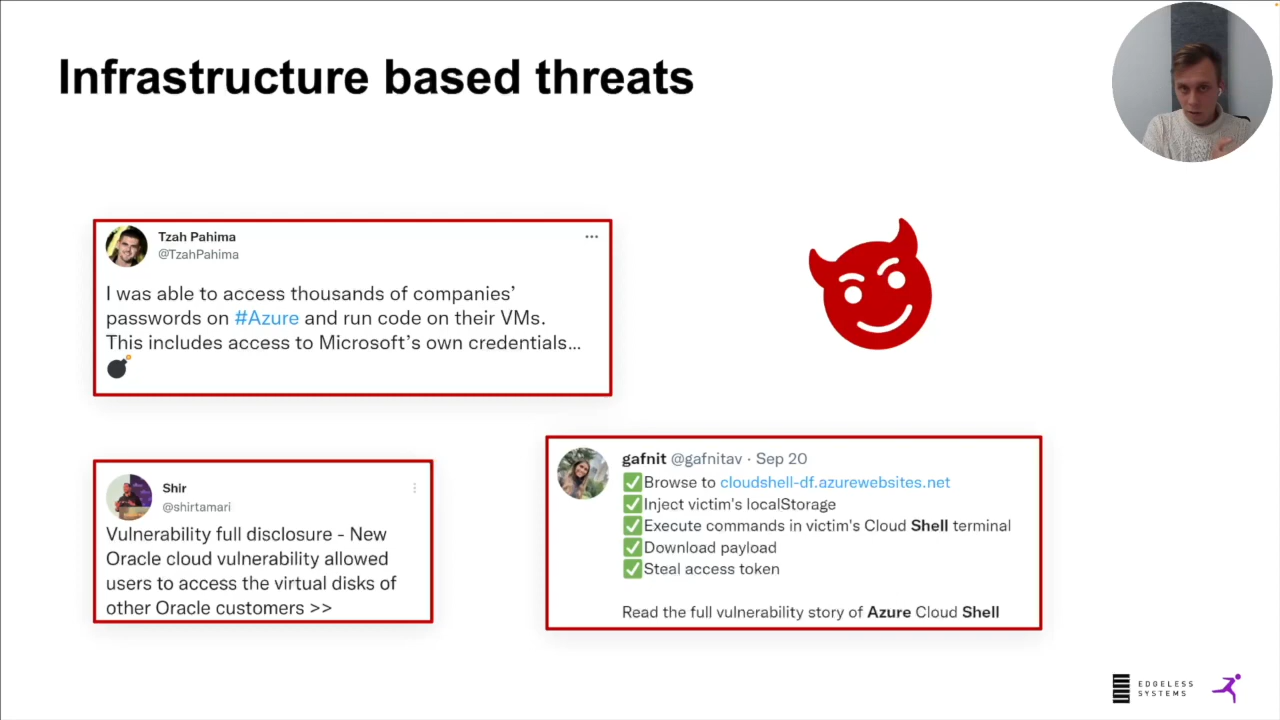 Infrastructure based threats
Tzah Pahima
@TzahPahima
I was able to access thousands of companies’
passwords on #Azure and run code on their VMs.
This includes access to Microsoft’s own credentials...
Shir
@shirtamari
Vulnerability full disclosure - New
Oracle cloud vulnerability allowed
users to access the virtual disks of
other Oracle customers >>
gafnit @gafnitav · Sep 20
✅Browse to cloudshell-df.azurewebsites.net
✅Inject victim's localStorage
✅Execute commands in victim's Cloud Shell terminal
✅Download payload
✅Steal access token
Read the full vulnerability story of Azure Cloud Shell
EDGELESS
SYSTEMS